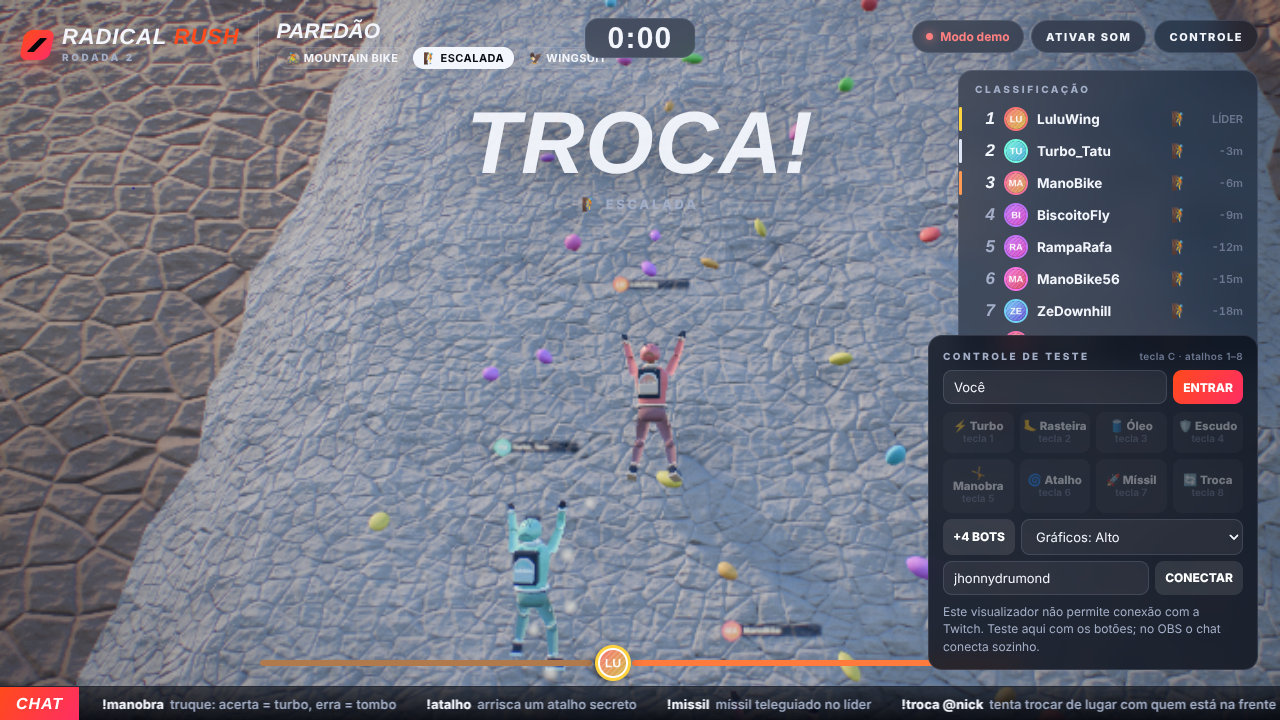 RADICAL RUSH
RODADA 2
PAREDÃO
MOUNTAIN BIKE
ESCALADA
WINGSUIT
0:00
Modo demo
ATIVAR SOM
CONTROLE
TROCA!
ESCALADA
CLASSIFICAÇÃO
1 LU LuluWing LÍDER
2 TU Turbo_Tatu -3m
3 MA ManoBike -6m
4 BI BiscoitoFly -9m
5 RA RampaRafa -12m
6 MA ManoBike56 -15m
7 ZE ZeDownhill -18m
CONTROLE DE TESTE tecla C · atalhos 1–8
Você ENTRAR
Turbo Rasteira Óleo Escudo
tecla 1 tecla 2 tecla 3 tecla 4
Manobra Atalho Míssil Troca
tecla 5 tecla 6 tecla 7 tecla 8
+4 BOTS Gráficos: Alto
jhonnydrumond CONECTAR
Este visualizador não permite conexão com a
Twitch. Teste aqui com os botões; no OBS o chat
conecta sozinho.
LU
CHAT !manobra truque: acerta = turbo, erra = tombo !atalho arrisca um atalho secreto !missil míssil teleguiado no líder !troca @nick tenta trocar de lugar com quem está na frente